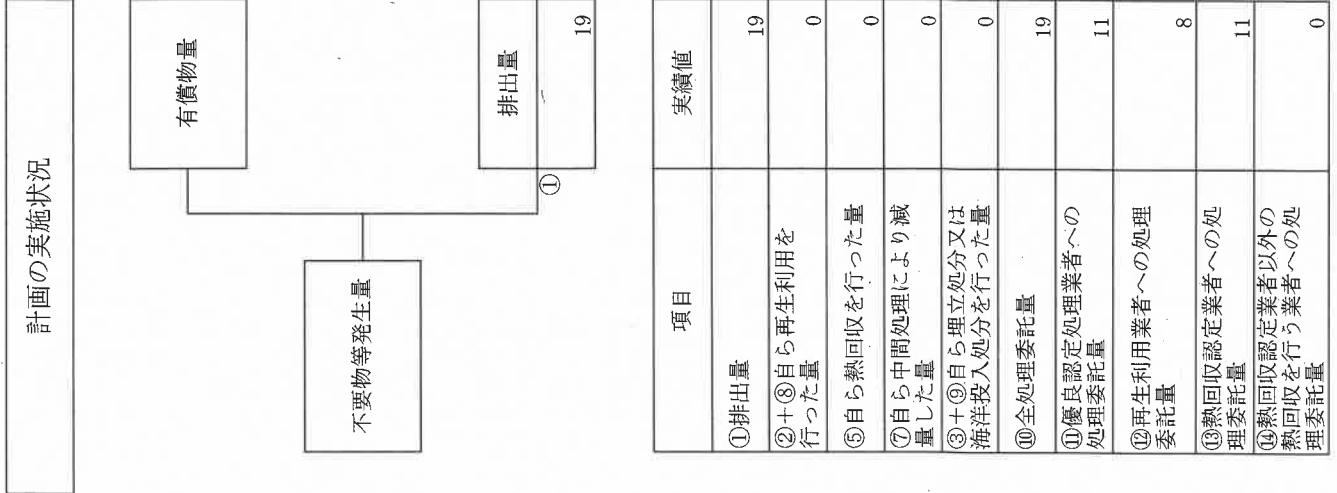 計画の実施状況
不要物等発生量
有償物量
排出量
①
19
項目
実績値
①排出量
19
②+⑧自ら再生利用を
行った量
0
⑤自ら熱回収を行った量
0
⑦自ら中間処理により減
量した量
0
③+⑨自ら埋立処分又は
海洋投入処分を行った量
0
⑩全処理委託量
19
⑪優良認定処理業者への
処理委託量
11
⑫再生利用業者への処理
委託量
8
⑬熱回収認定業者への処
理委託量
11
⑭熱回収認定業者以外の
熱回収を行う業者への処
理委託量
0